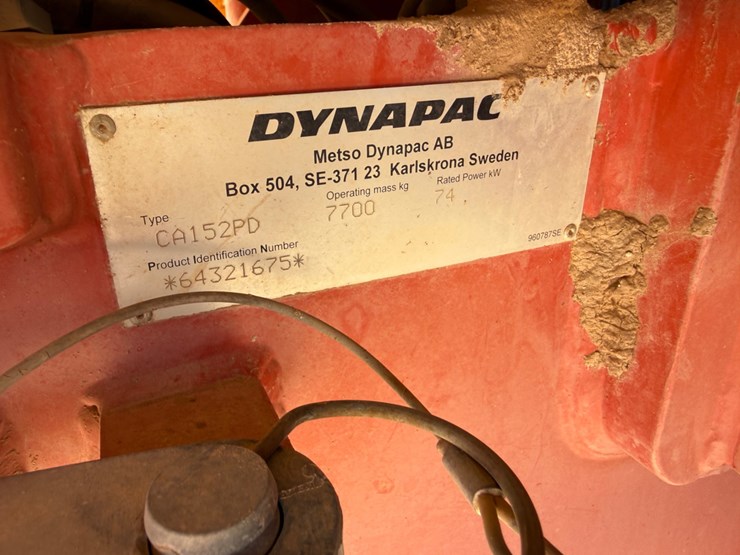 DYNAPAC
Metso Dynapac AB
Box 504, SE-371 23 Karlskrona Sweden
Type Operating mass kg Rated Power kW
CA152PD 7700 74
Product Identification Number
*64321675*
960787SE